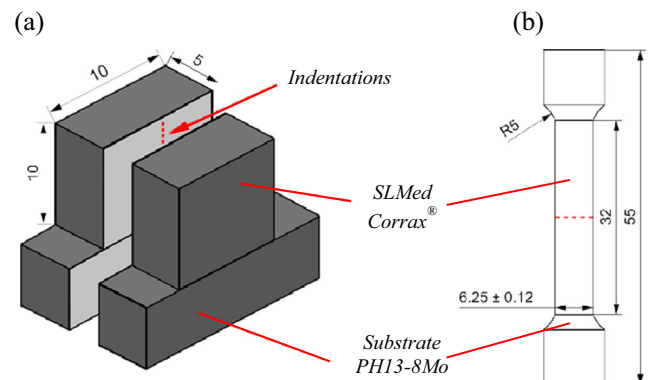 (a)
(b)
10
5
Indentations
10
R5
SLMed
Corrax®
32
55
6.25 ± 0.12
Substrate
PH13-8Mo